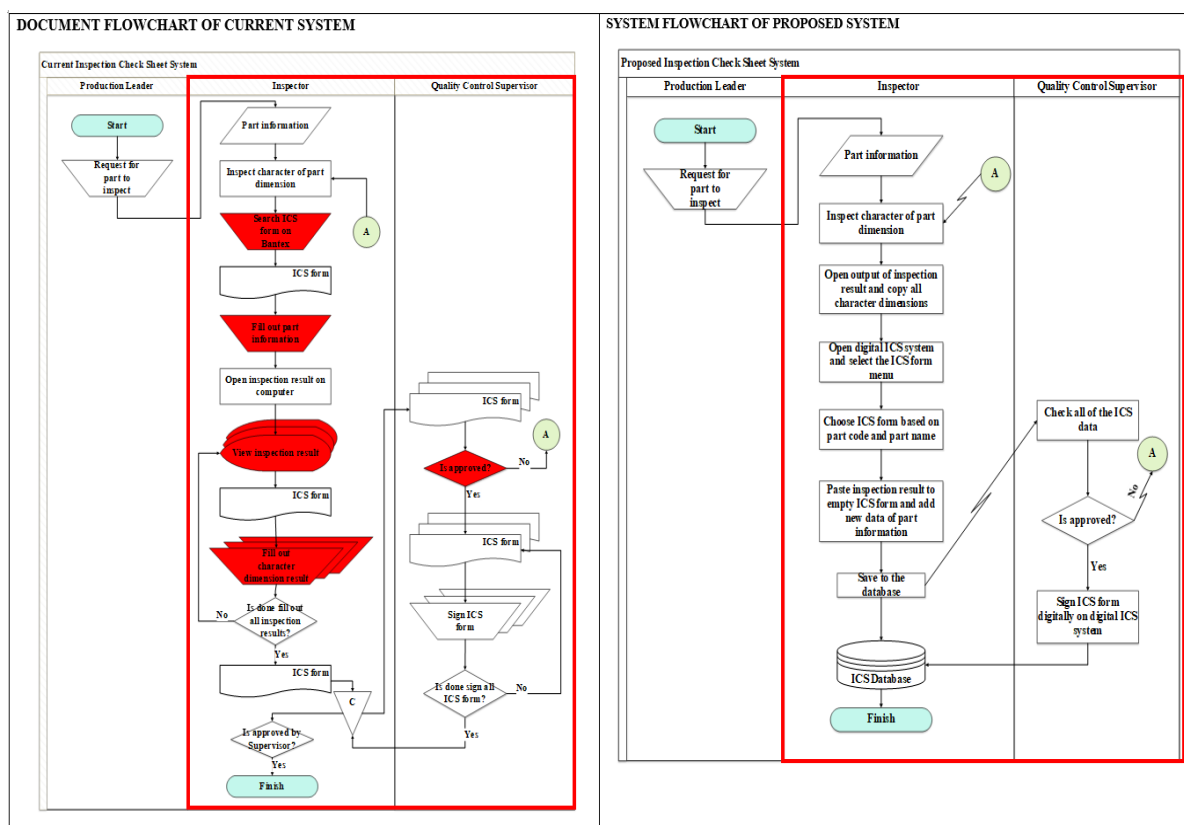 DOCUMENT FLOWCHART OF CURRENT SYSTEM
Current Inspection Check Sheet System
Production Leader
Inspector
Quality Control Supervisor
Start
Request for
part to
inspect
Part information
Inspect character of part
dimension
A
Search ICS
form on
Bantex
ICS form
Fill out part
information
Open inspection result on
computer
View inspection result
ICS form
Fill out
character
dimension result
Is done fill out
all inspection
results?
No
Yes
ICS form
C
Is approved by
Supervisor?
Yes
Finish
ICS form
A
Is approved?
No
Yes
ICS form
Sign ICS
form
Is done sign all
ICS form?
No
Yes
SYSTEM FLOWCHART OF PROPOSED SYSTEM
Proposed Inspection Check Sheet System
Production Leader
Inspector
Quality Control Supervisor
Start
Request for
part to
inspect
Part information
A
Inspect character of part
dimension
Open output of inspection
result and copy all
character dimensions
Open digital ICS system
and select the ICS form
menu
Choose ICS form based on
part code and part name
Paste inspection result to
empty ICS form and add
new data of part
information
Save to the
database
ICS Database
Finish
Check all of the ICS
data
A
No
Is approved?
Yes
Sign ICS form
digitally on digital ICS
system